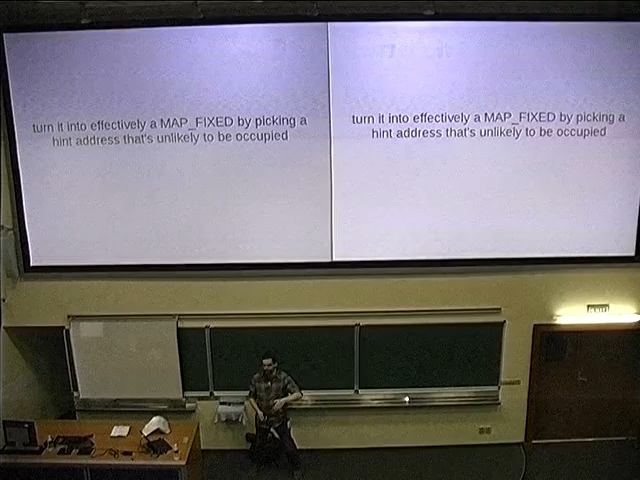 turn it into effectively a MAP_FIXED by picking a
hint address that's unlikely to be occupied
turn it into effectively a MAP_FIXED by picking a
hint address that's unlikely to be occupied